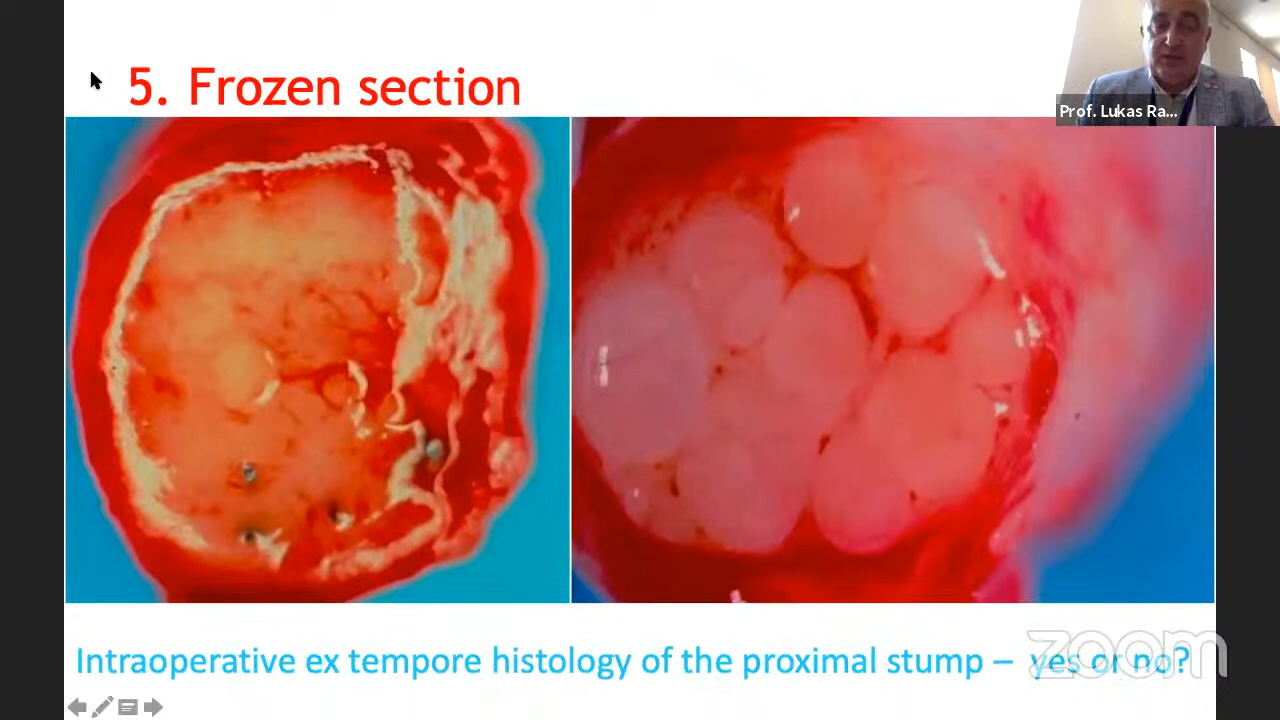 5. Frozen section
Prof. Lukas Ra...
Intraoperative ex tempore histology of the proximal stump – yes or no?
zoom